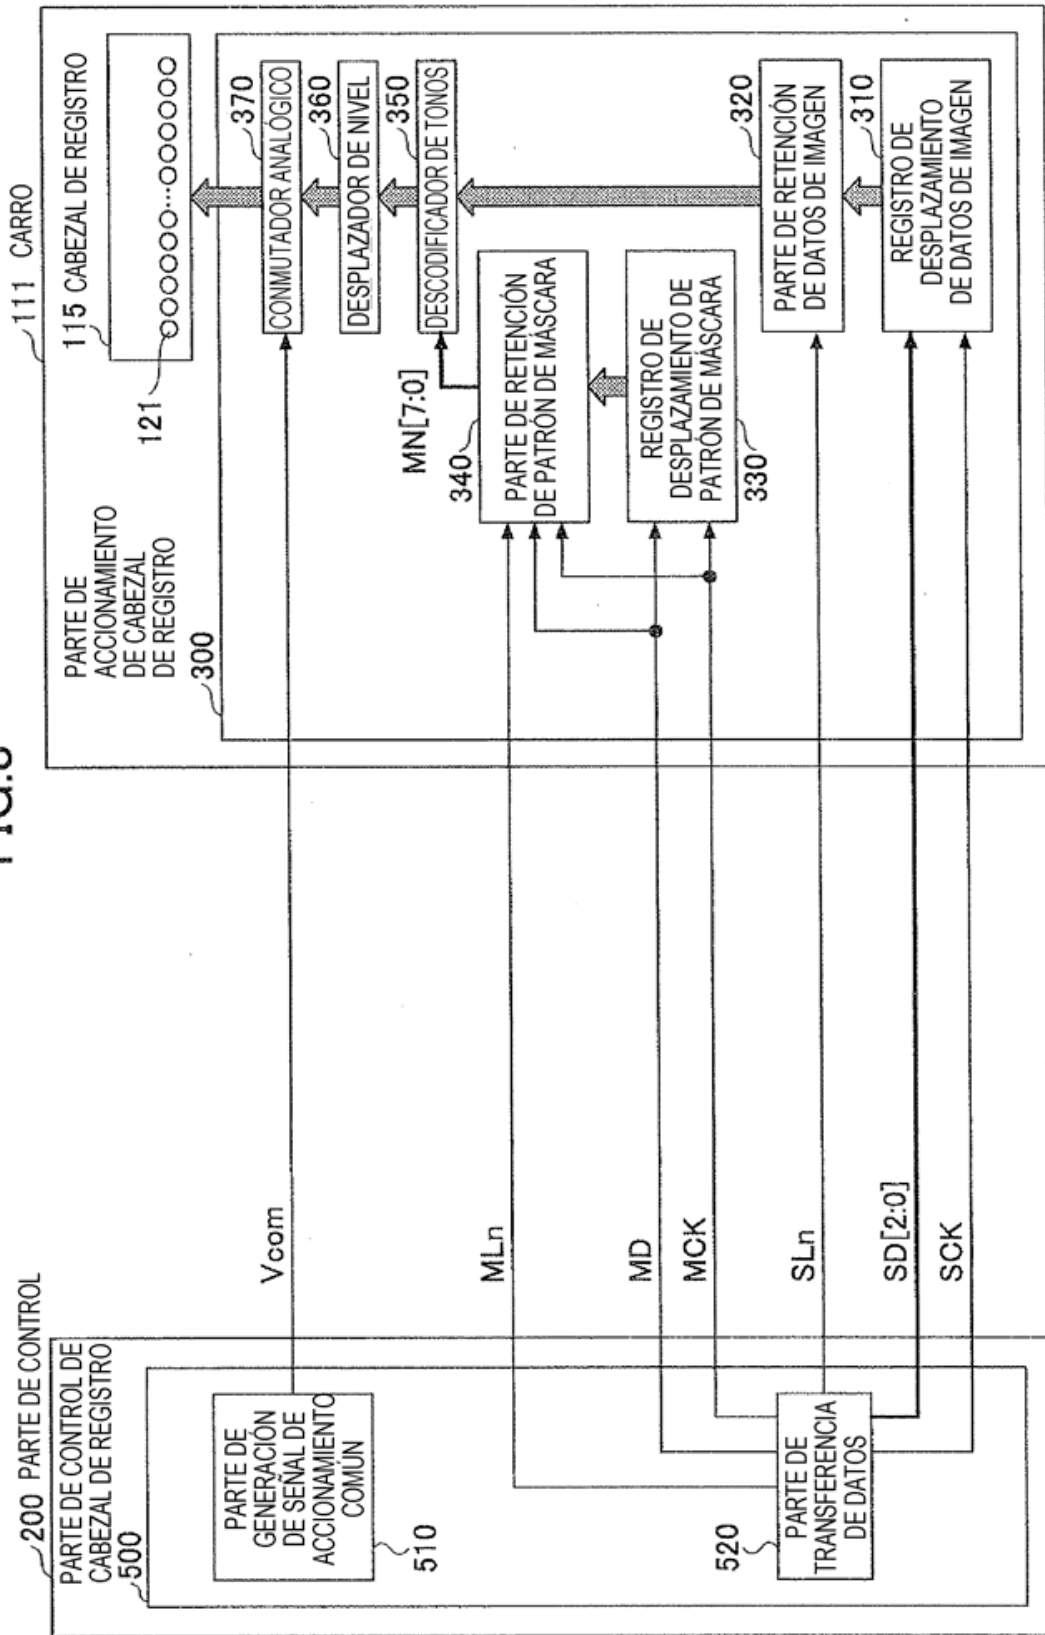 200 PARTE DE CONTROL
PARTE DE CONTROL DE
CABEZAL DE REGISTRO
500
PARTE DE
GENERACIÓN
DE SEÑAL DE
ACCIONAMIENTO
COMÚN
510
PARTE DE
TRANSFERENCIA
DE DATOS
520
Vcom
MLn
MD
MCK
SLn
SD[2:0]
SCK
111 CARRO
PARTE DE
ACCIONAMIENTO
DE CABEZAL
DE REGISTRO
300
115 CABEZAL DE REGISTRO
121
CONMUTADOR ANALÓGICO
370
DESPLAZADOR DE NIVEL
360
DESCODIFICADOR DE TONOS
350
MN[7:0]
PARTE DE RETENCIÓN
DE PATRÓN DE MÁSCARA
340
REGISTRO DE
DESPLAZAMIENTO DE
PATRÓN DE MÁSCARA
330
PARTE DE RETENCIÓN
DE DATOS DE IMAGEN
320
REGISTRO DE
DESPLAZAMIENTO
DE DATOS DE IMAGEN
310